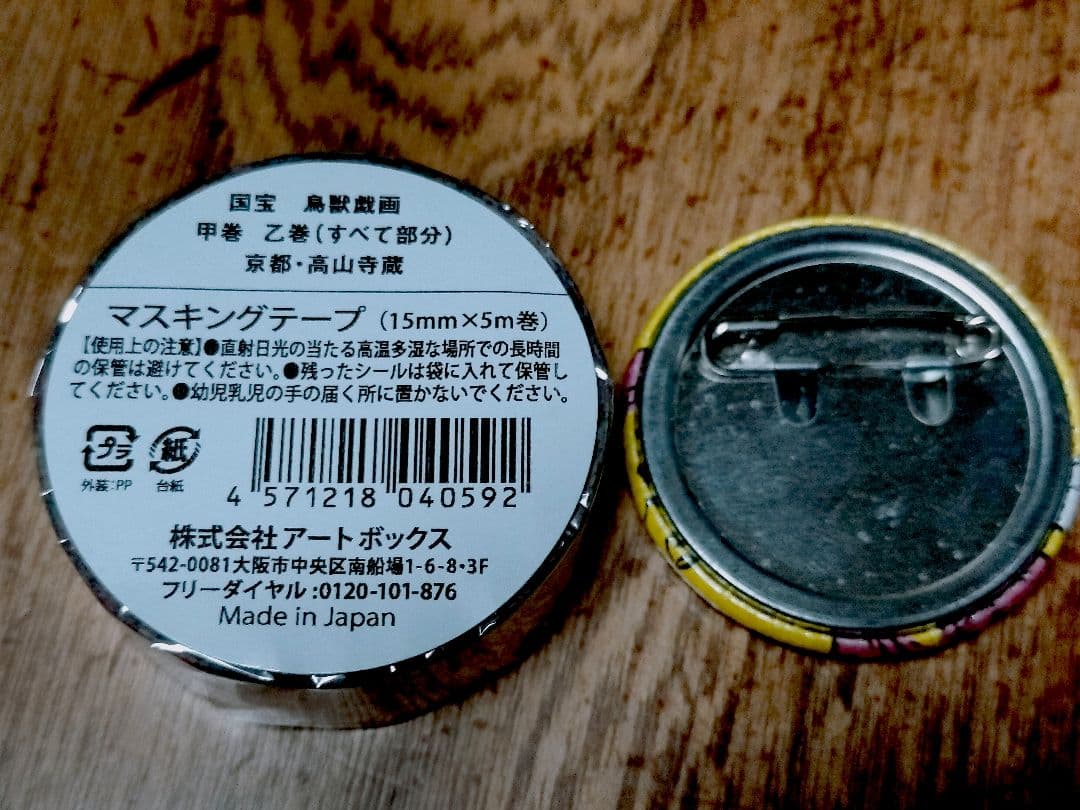 国宝 鳥獣戯画
甲巻 乙巻(すべて部分)
京都・高山寺蔵
マスキングテープ(15mm×5m巻)
【使用上の注意】●直射日光の当たる高温多湿な場所での長時間
の保管は避けてください。●残ったシールは袋に入れて保管し
てください。●幼児乳児の手の届く所に置かないでください。
プラ 紙
外装:PP 台紙
4 571218 040592
株式会社アートボックス
〒542-0081大阪市中央区南船場1-6-8・3F
フリーダイヤル:0120-101-876
Made in Japan